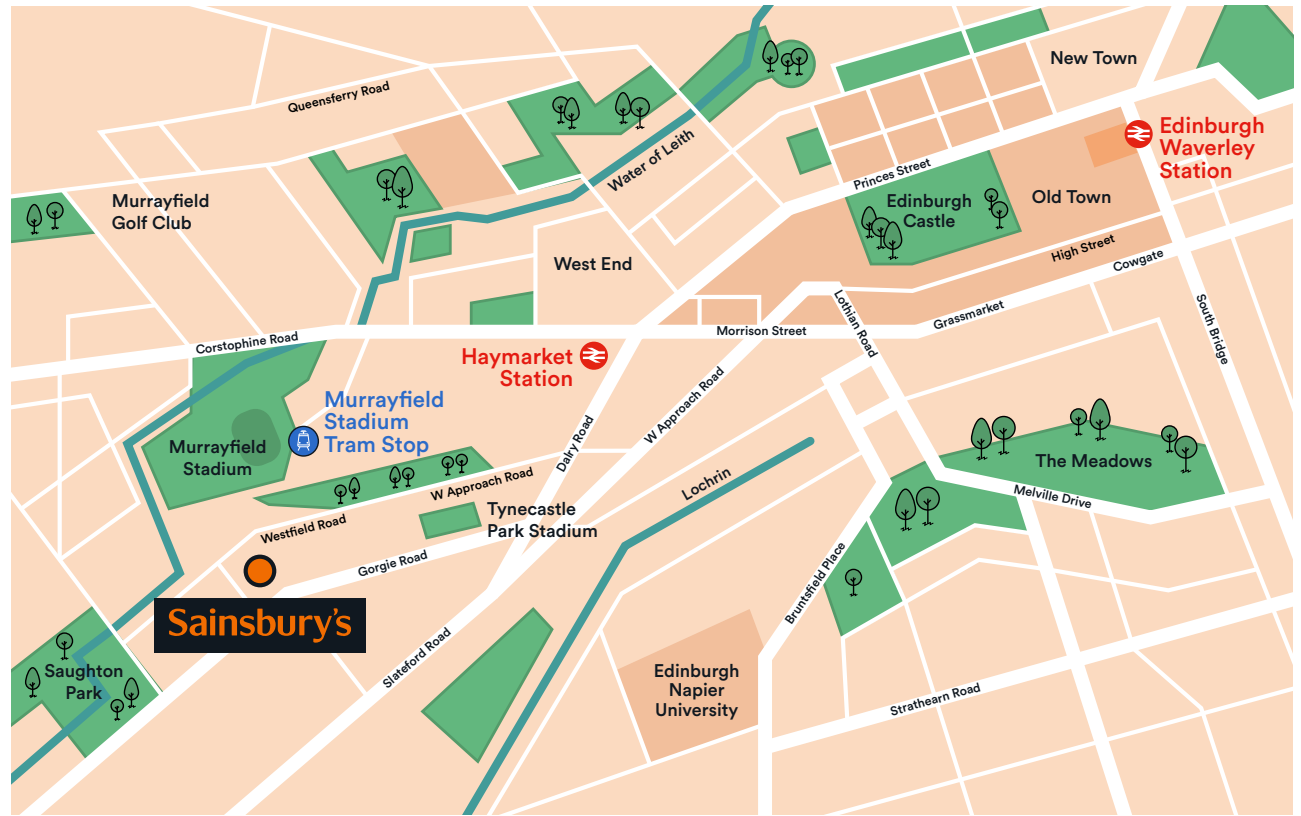 New Town
Queensferry Road
Edinburgh
Waverley
Station
Water of Leith
Princes Street
Murrayfield
Golf Club
Edinburgh
Castle
Old Town
High Street
West End
Cowgate
Lothian Road
South Bridge
Grassmarket
Morrison Street
Corstophine Road
Haymarket
Station
W Approach Road
Murrayfield
Stadium
Tram Stop
Dalry Road
Murrayfield
Stadium
The Meadows
W Approach Road
Lochrin
Melville Drive
Tynecastle
Park Stadium
Westfield Road
Gorgie Road
Bruntsfield Place
Sainsbury's
Slateford Road
Saughton
Park
Edinburgh
Napier
University
Strathearn Road